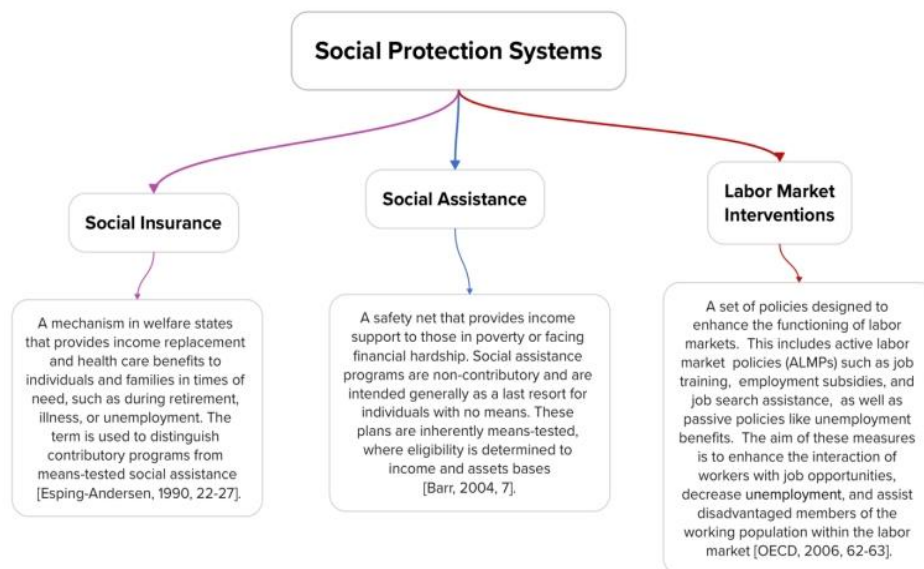 Social Protection Systems
Social Insurance
A mechanism in welfare states
that provides income replacement
and health care benefits to
individuals and families in times of
need, such as during retirement,
illness, or unemployment. The
term is used to distinguish
contributory programs from
means-tested social assistance
[Esping-Andersen, 1990, 22-27].
Social Assistance
A safety net that provides income
support to those in poverty or facing
financial hardship. Social assistance
programs are non-contributory and are
intended generally as a last resort for
individuals with no means. These
plans are inherently means-tested,
where eligibility is determined to
income and assets bases
[Barr, 2004, 7].
Labor Market
Interventions
A set of policies designed to
enhance the functioning of labor
markets. This includes active labor
market policies (ALMPs) such as job
training, employment subsidies, and
job search assistance, as well as
passive policies like unemployment
benefits. The aim of these measures
is to enhance the interaction of
workers with job opportunities,
decrease unemployment, and assist
disadvantaged members of the
working population within the labor
market [OECD, 2006, 62-63].